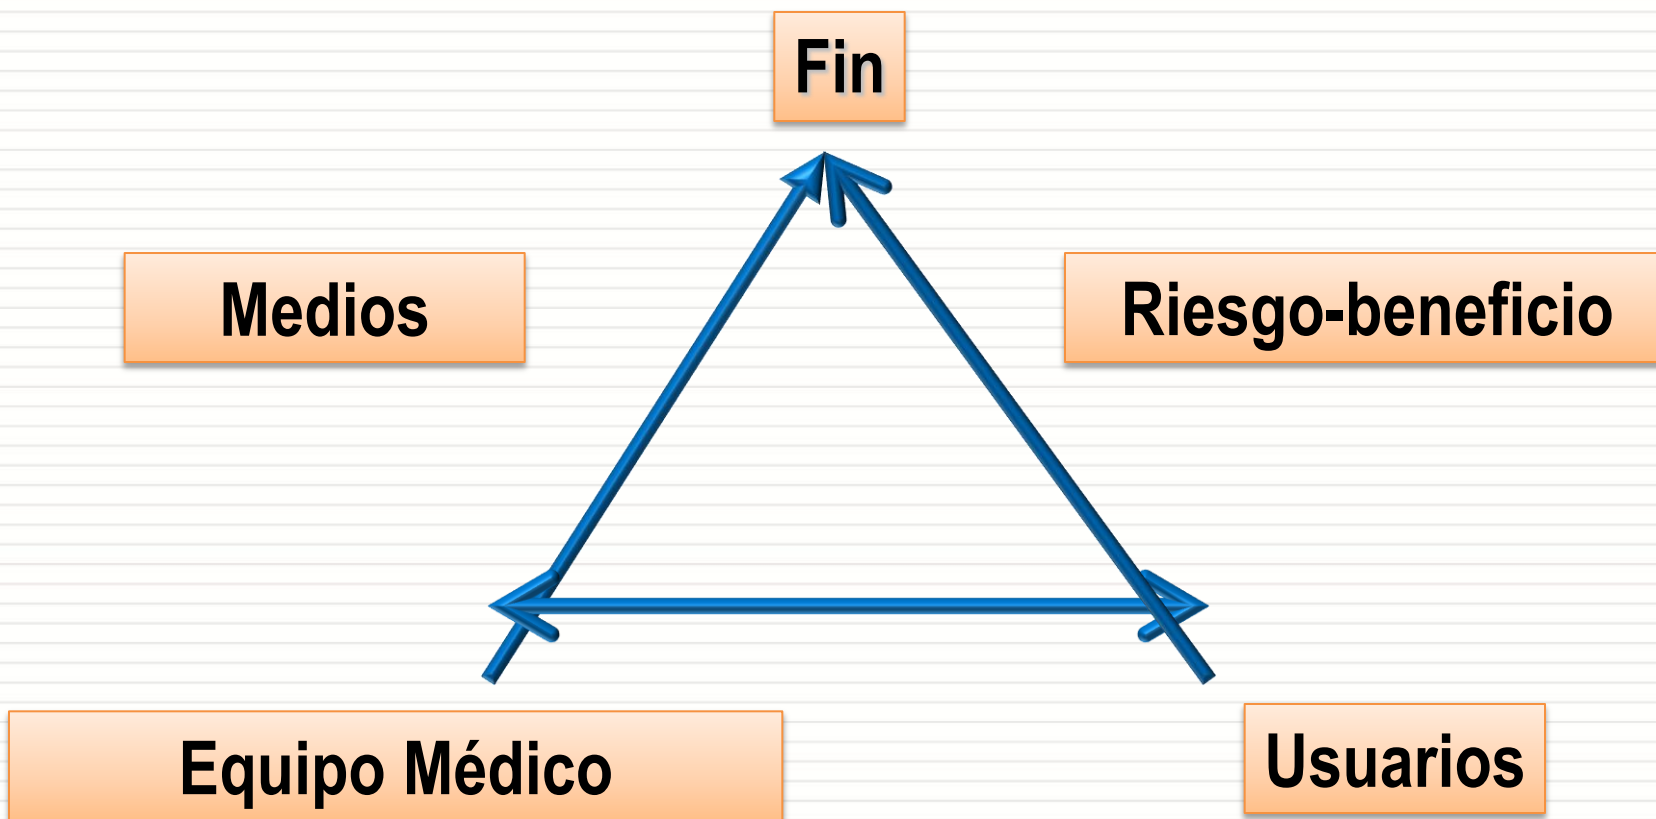 Fin
Medios
Riesgo-beneficio
Equipo Médico
Usuarios